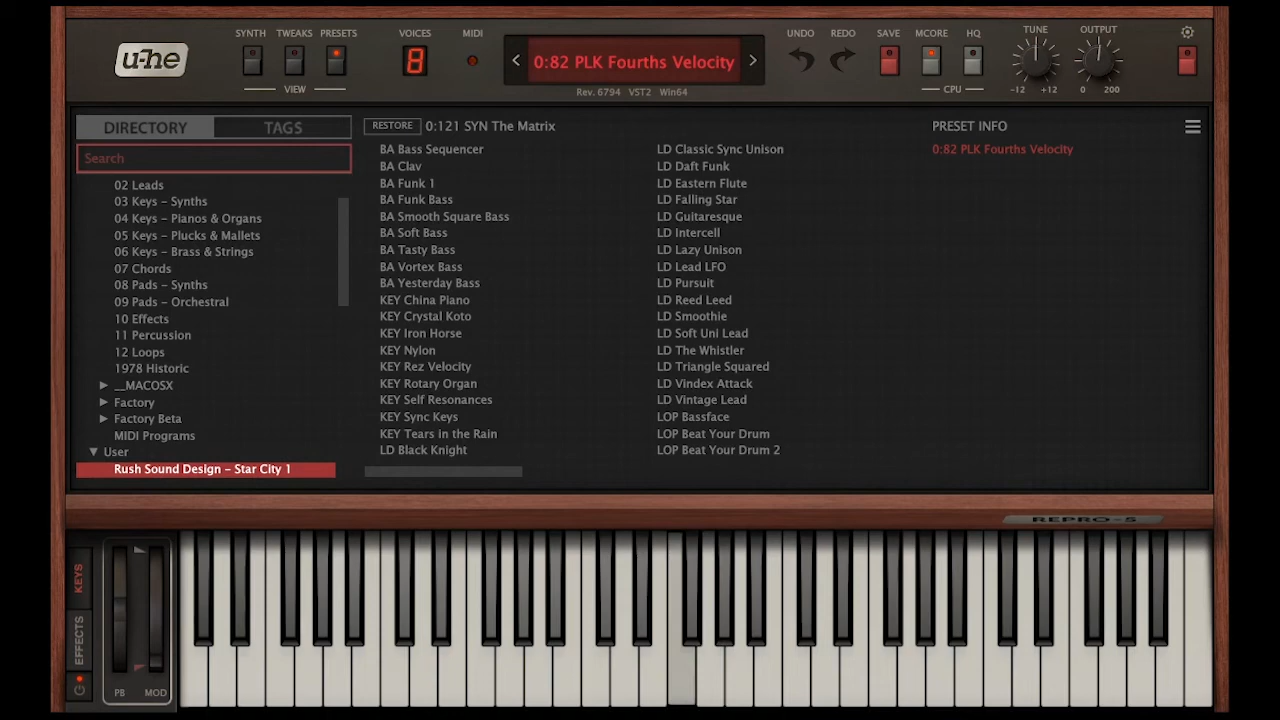 SYNTH TWEAKS PRESETS VOICES MIDI UNDO REDO SAVE MCORE HQ TUNE OUTPUT
u-he
8
0:82 PLK Fourths Velocity
VIEW
Rev. 6794 VST2 Win64
CPU
-12 +12 0 200
DIRECTORY TAGS
RESTORE 0:121 SYN The Matrix
PRESET INFO
Search
0:82 PLK Fourths Velocity
02 Leads
03 Keys - Synths
04 Keys - Pianos & Organs
05 Keys - Plucks & Mallets
06 Keys - Brass & Strings
07 Chords
08 Pads - Synths
09 Pads - Orchestral
10 Effects
11 Percussion
12 Loops
1978 Historic
__MACOSX
Factory
Factory Beta
MIDI Programs
User
Rush Sound Design - Star City 1
BA Bass Sequencer
BA Clav
BA Funk 1
BA Funk Bass
BA Smooth Square Bass
BA Soft Bass
BA Tasty Bass
BA Vortex Bass
BA Yesterday Bass
KEY China Piano
KEY Crystal Koto
KEY Iron Horse
KEY Nylon
KEY Rez Velocity
KEY Rotary Organ
KEY Self Resonances
KEY Sync Keys
KEY Tears in the Rain
LD Black Knight
LD Classic Sync Unison
LD Daft Funk
LD Eastern Flute
LD Falling Star
LD Guitaresque
LD Intercell
LD Lazy Unison
LD Lead LFO
LD Pursuit
LD Reed Leed
LD Smoothie
LD Soft Uni Lead
LD The Whistler
LD Triangle Squared
LD Vindex Attack
LD Vintage Lead
LOP Bassface
LOP Beat Your Drum
LOP Beat Your Drum 2
REPRO-5
KEYS
EFFECTS
PB MOD